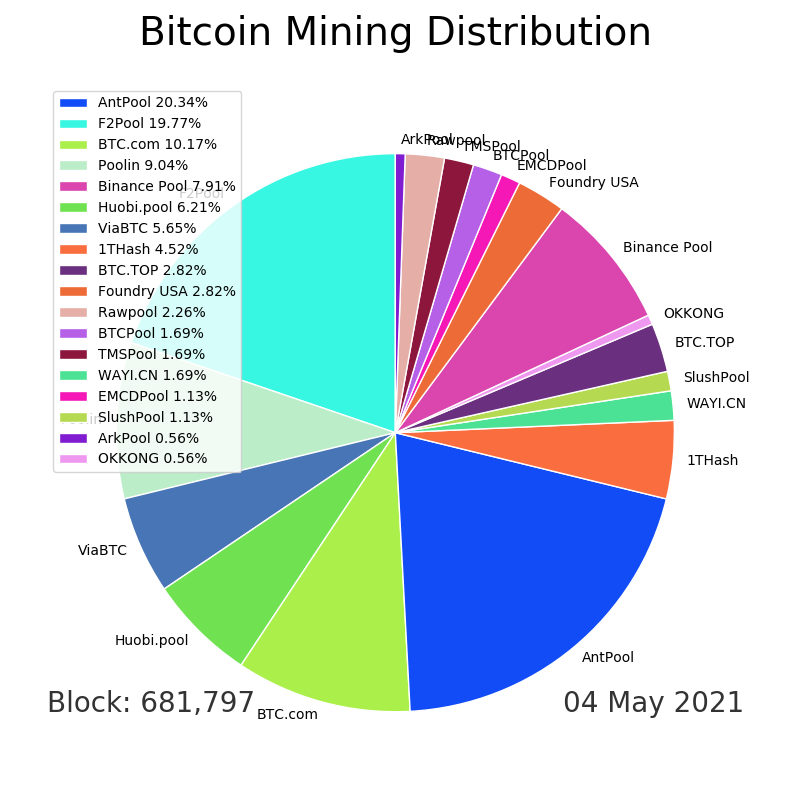 Bitcoin Mining Distribution
AntPool 20.34%
F2Pool 19.77%
BTC.com 10.17%
Poolin 9.04%
Binance Pool 7.91%
Huobi.pool 6.21%
ViaBTC 5.65%
1THash 4.52%
BTC.TOP 2.82%
Foundry USA 2.82%
Rawpool 2.26%
BTCPool 1.69%
TMSPool 1.69%
WAYI.CN 1.69%
EMCDPool 1.13%
SlushPool 1.13%
ArkPool 0.56%
OKKONG 0.56%
ArkPool
Rawpool
TMSPool
BTCPool
EMCDPool
Foundry USA
Binance Pool
OKKONG
BTC.TOP
SlushPool
WAYI.CN
1THash
AntPool
BTC.com
Huobi.pool
ViaBTC
Poolin
F2Pool
Block: 681,797
04 May 2021